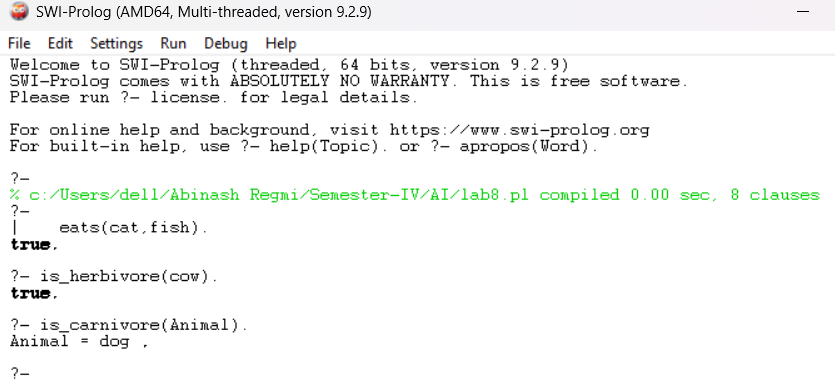 SWI-Prolog (AMD64, Multi-threaded, version 9.2.9)
File Edit Settings Run Debug Help
Welcome to SWI-Prolog (threaded, 64 bits, version 9.2.9)
SWI-Prolog comes with ABSOLUTELY NO WARRANTY. This is free software.
Please run ?- license. for legal details.
For online help and background, visit https://www.swi-prolog.org
For built-in help, use ?- help(Topic). or ?- apropos(Word).
?-
% c:/Users/dell/Abinash Regmi/Semester-IV/AI/lab8.pl compiled 0.00 sec, 8 clauses
?-
|    eats(cat,fish).
true.
?- is_herbivore(cow).
true.
?- is_carnivore(Animal).
Animal = dog .
?-